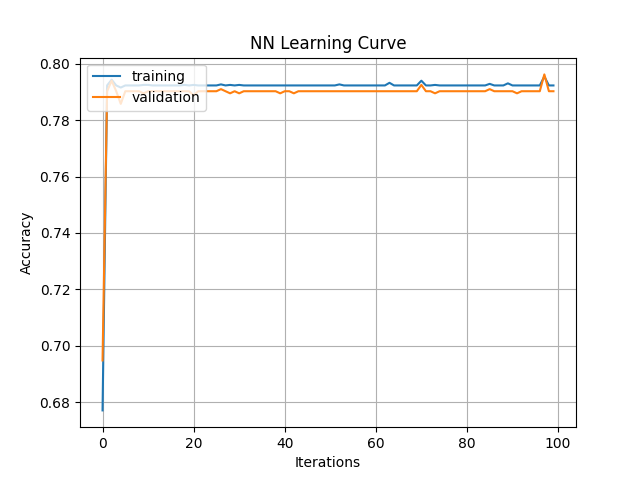 NN Learning Curve
training
validation
0.80
0.78
0.76
0.74
0.72
0.70
0.68
Accuracy
0 20 40 60 80 100
Iterations